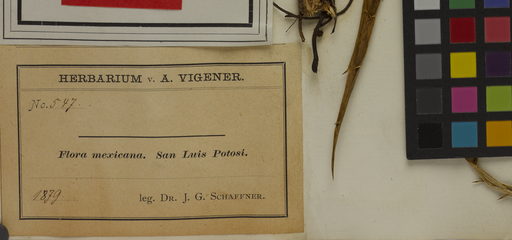 HERBARIUM v. A. VIGENER.
No. 547.
Flora mexicana. San Luis Potosi.
1879 leg. DR. J. G. SCHAFFNER.